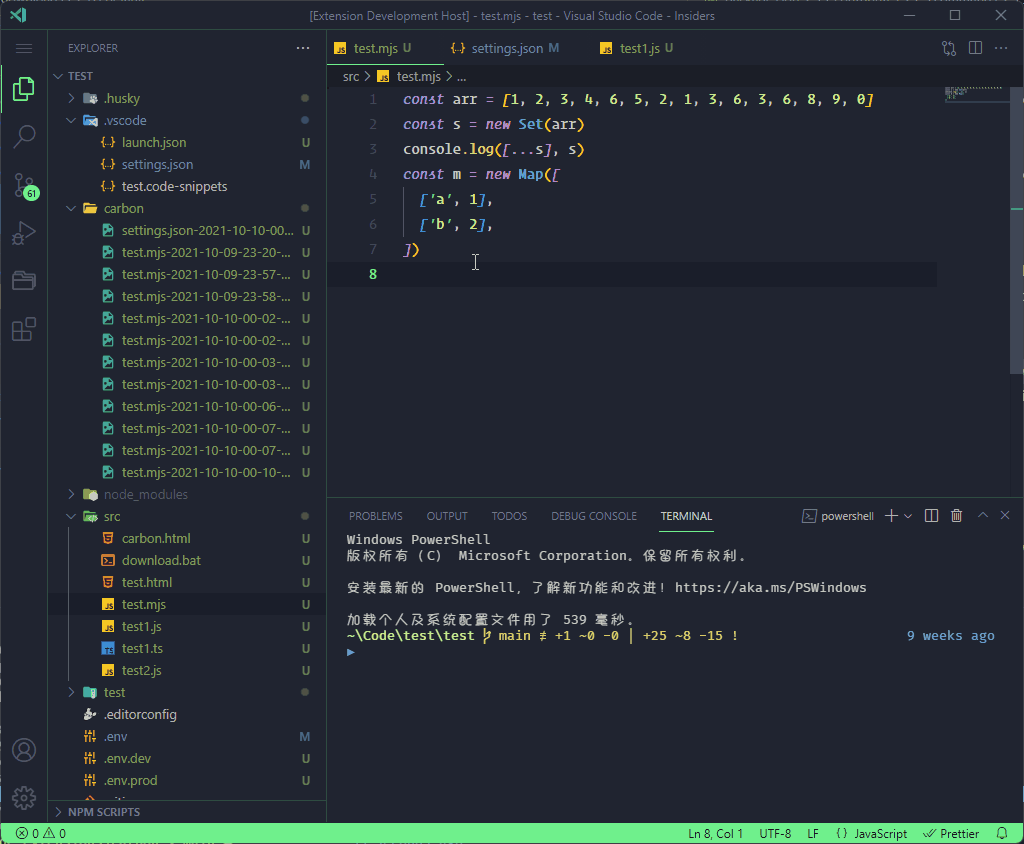 [Extension Development Host] - test.mjs - test - Visual Studio Code - Insiders
EXPLORER
TEST
.husky
.vscode
launch.json U
settings.json M
test.code-snippets
carbon
settings.json-2021-10-10-00... U
test.mjs-2021-10-09-23-20-... U
test.mjs-2021-10-09-23-57-... U
test.mjs-2021-10-09-23-58-... U
test.mjs-2021-10-10-00-02-... U
test.mjs-2021-10-10-00-02-... U
test.mjs-2021-10-10-00-03-... U
test.mjs-2021-10-10-00-03-... U
test.mjs-2021-10-10-00-06-... U
test.mjs-2021-10-10-00-07-... U
test.mjs-2021-10-10-00-07-... U
test.mjs-2021-10-10-00-10-... U
node_modules
src
carbon.html U
download.bat U
test.html U
test.mjs U
test1.js U
test1.ts U
test2.js U
test
.editorconfig
.env M
.env.dev U
.env.prod U
NPM SCRIPTS
61
test.mjs U settings.json M test1.js U
src > test.mjs > ...
1 const arr = [1, 2, 3, 4, 6, 5, 2, 1, 3, 6, 3, 6, 8, 9, 0]
2 const s = new Set(arr)
3 console.log([...s], s)
4 const m = new Map([
5 ['a', 1],
6 ['b', 2],
7 ])
8
PROBLEMS OUTPUT TODOS DEBUG CONSOLE TERMINAL powershell
Windows PowerShell
版权所有 (C) Microsoft Corporation。保留所有权利。
安装最新的 PowerShell，了解新功能和改进！https://aka.ms/PSWindows
加载个人及系统配置文件用了 539 毫秒。
~\Code\test\test main ≢ +1 ~0 -0 | +25 ~8 -15 ! 9 weeks ago
0 0 Ln 8, Col 1 UTF-8 LF {} JavaScript Prettier